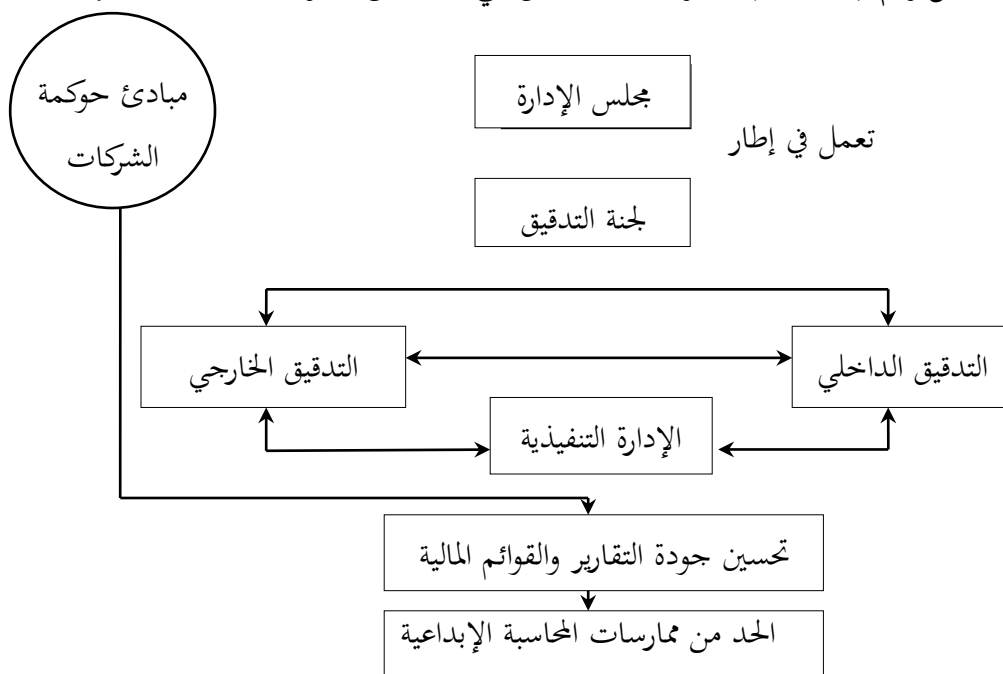 مبادئ حوكمة
الشركات
مجلس الإدارة
تعمل في إطار
لجنة التدقيق
التدقيق الداخلي
التدقيق الخارجي
الإدارة التنفيذية
تحسين جودة التقارير والقوائم المالية
الحد من ممارسات المحاسبة الإبداعية